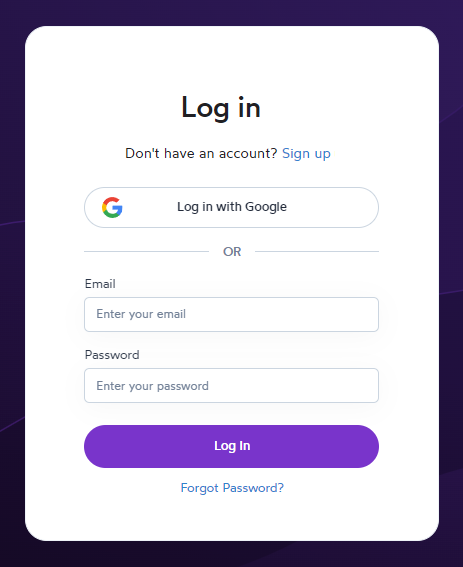 Log in
Don't have an account? Sign up
Log in with Google
OR
Email
Enter your email
Password
Enter your password
Log In
Forgot Password?